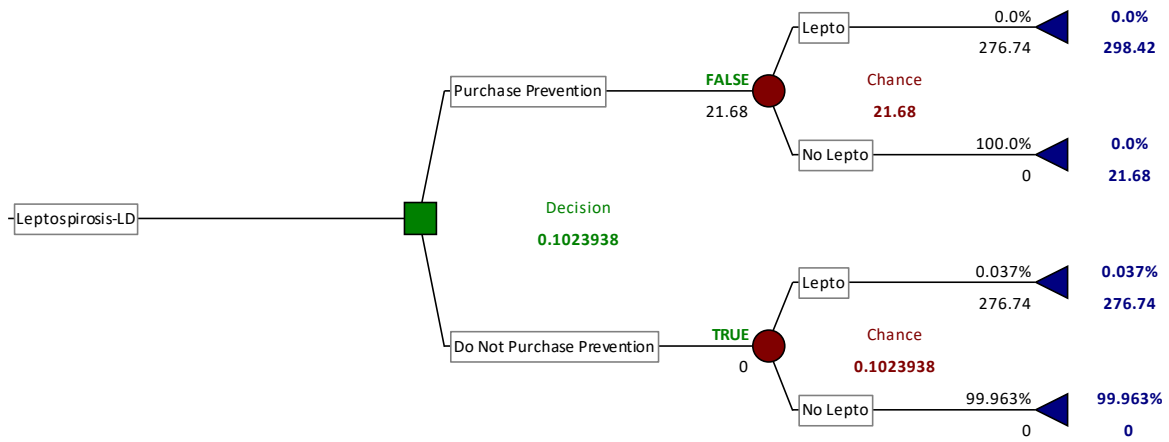 Lepto
0.0%
0.0%
276.74
298.42
FALSE
Chance
Purchase Prevention
21.68
21.68
No Lepto
100.0%
0.0%
0
21.68
Leptospirosis-LD
Decision
0.1023938
Lepto
0.037%
0.037%
276.74
276.74
TRUE
Chance
Do Not Purchase Prevention
0
0.1023938
No Lepto
99.963%
99.963%
0
0